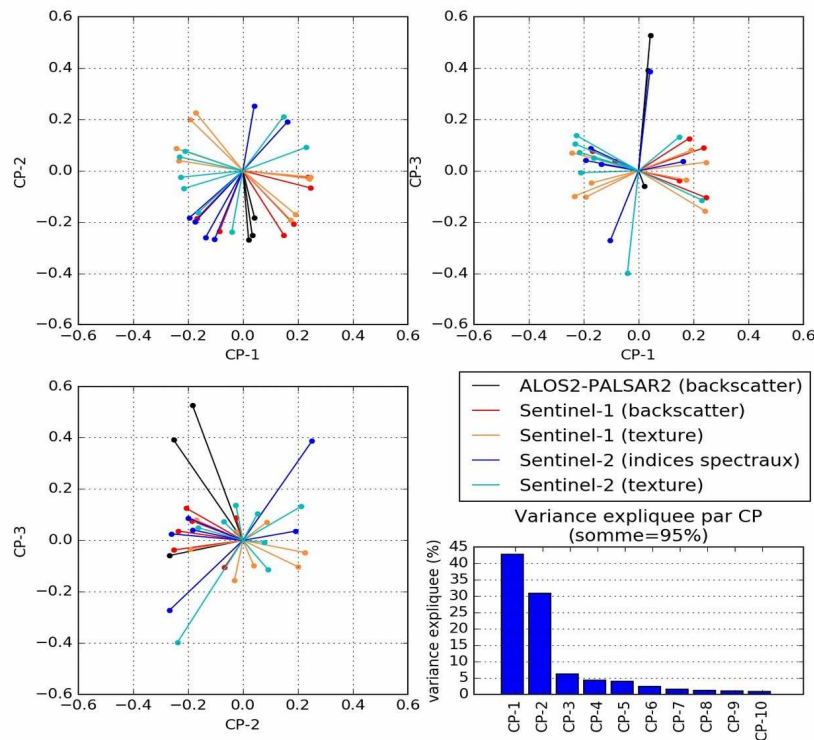 0.6
0.4
0.2
0.0
−0.2
−0.4
−0.6
CP-2
−0.6 −0.4 −0.2 0.0 0.2 0.4 0.6
CP-1
0.6
0.4
0.2
0.0
−0.2
−0.4
−0.6
CP-3
−0.6 −0.4 −0.2 0.0 0.2 0.4 0.6
CP-1
0.6
0.4
0.2
0.0
−0.2
−0.4
−0.6
CP-3
−0.6 −0.4 −0.2 0.0 0.2 0.4 0.6
CP-2
ALOS2-PALSAR2 (backscatter)
Sentinel-1 (backscatter)
Sentinel-1 (texture)
Sentinel-2 (indices spectraux)
Sentinel-2 (texture)
Variance expliquee par CP
(somme=95%)
variance expliquee (%)
45
40
35
30
25
20
15
10
5
0
CP-1 CP-2 CP-3 CP-4 CP-5 CP-6 CP-7 CP-8 CP-9 CP-10